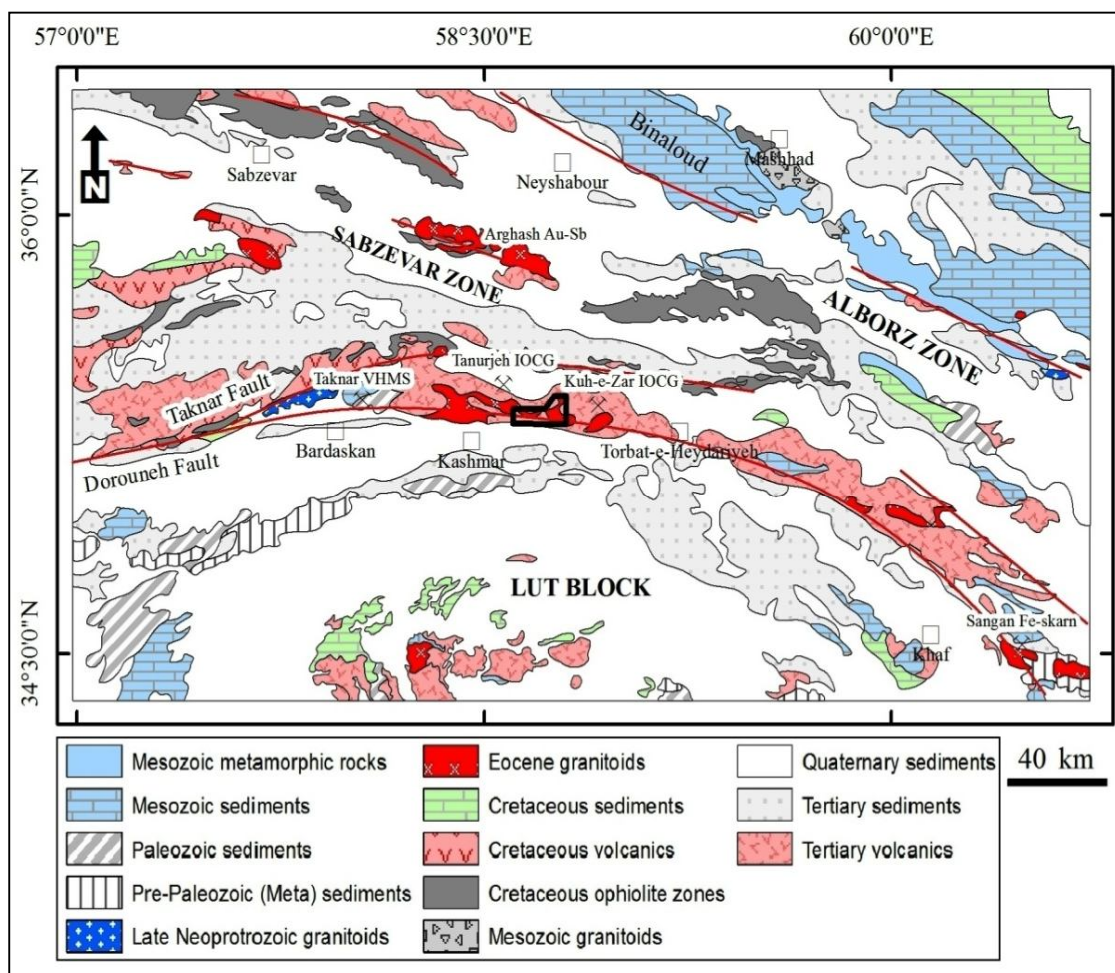 57°0'0"E 58°30'0"E 60°0'0"E
36°0'0"N
34°30'0"N
N
Binaloud
Mashhad
Sabzevar
Neyshabour
Arghash Au-Sb
SABZEVAR ZONE
ALBORZ ZONE
Tanurjeh IOCG
Taknar VHMS
Kuh-e-Zar IOCG
Taknar Fault
Dorouneh Fault
Bardaskan
Kashmar
Torbat-e-Heydariyeh
LUT BLOCK
Sangan Fe-skarn
Khaf
Mesozoic metamorphic rocks
Mesozoic sediments
Paleozoic sediments
Pre-Paleozoic (Meta) sediments
Late Neoprotrozoic granitoids
Eocene granitoids
Cretaceous sediments
Cretaceous volcanics
Cretaceous ophiolite zones
Mesozoic granitoids
Quaternary sediments
Tertiary sediments
Tertiary volcanics
40 km